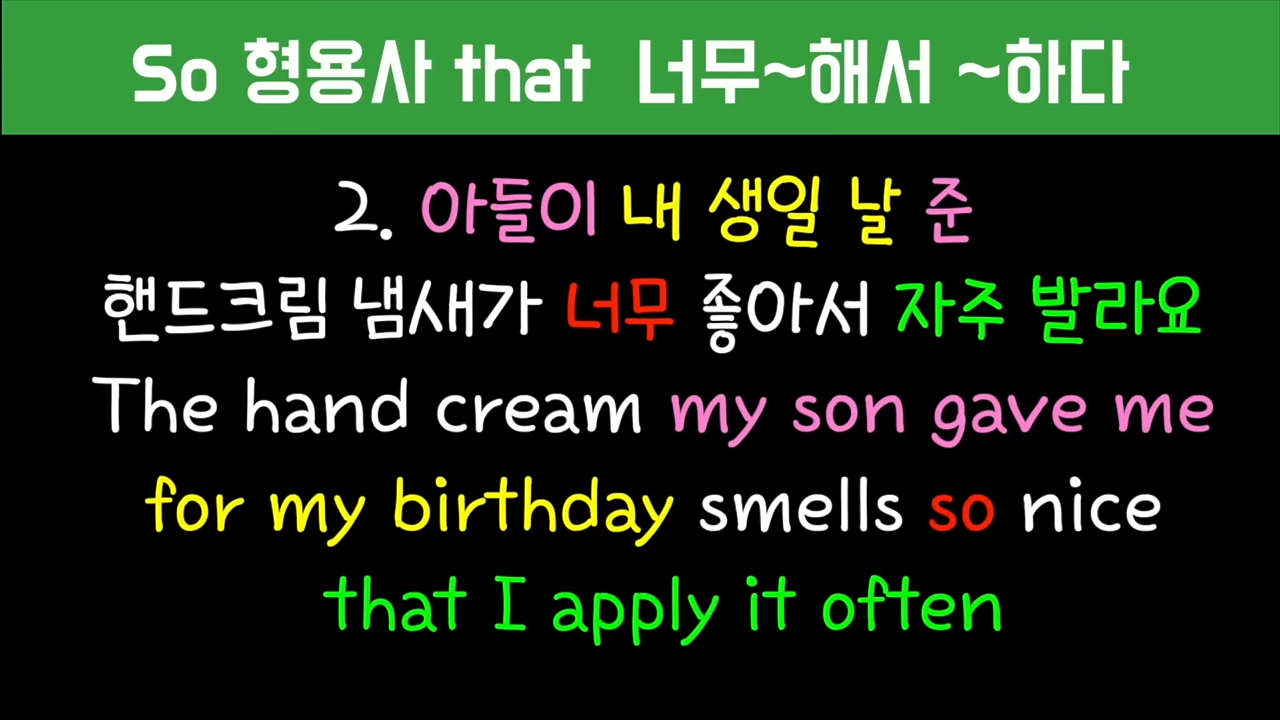 So 형용사 that 너무~해서 ~하다
2. 아들이 내 생일 날 준
핸드크림 냄새가 너무 좋아서 자주 발라요
The hand cream my son gave me
for my birthday smells so nice
that I apply it often